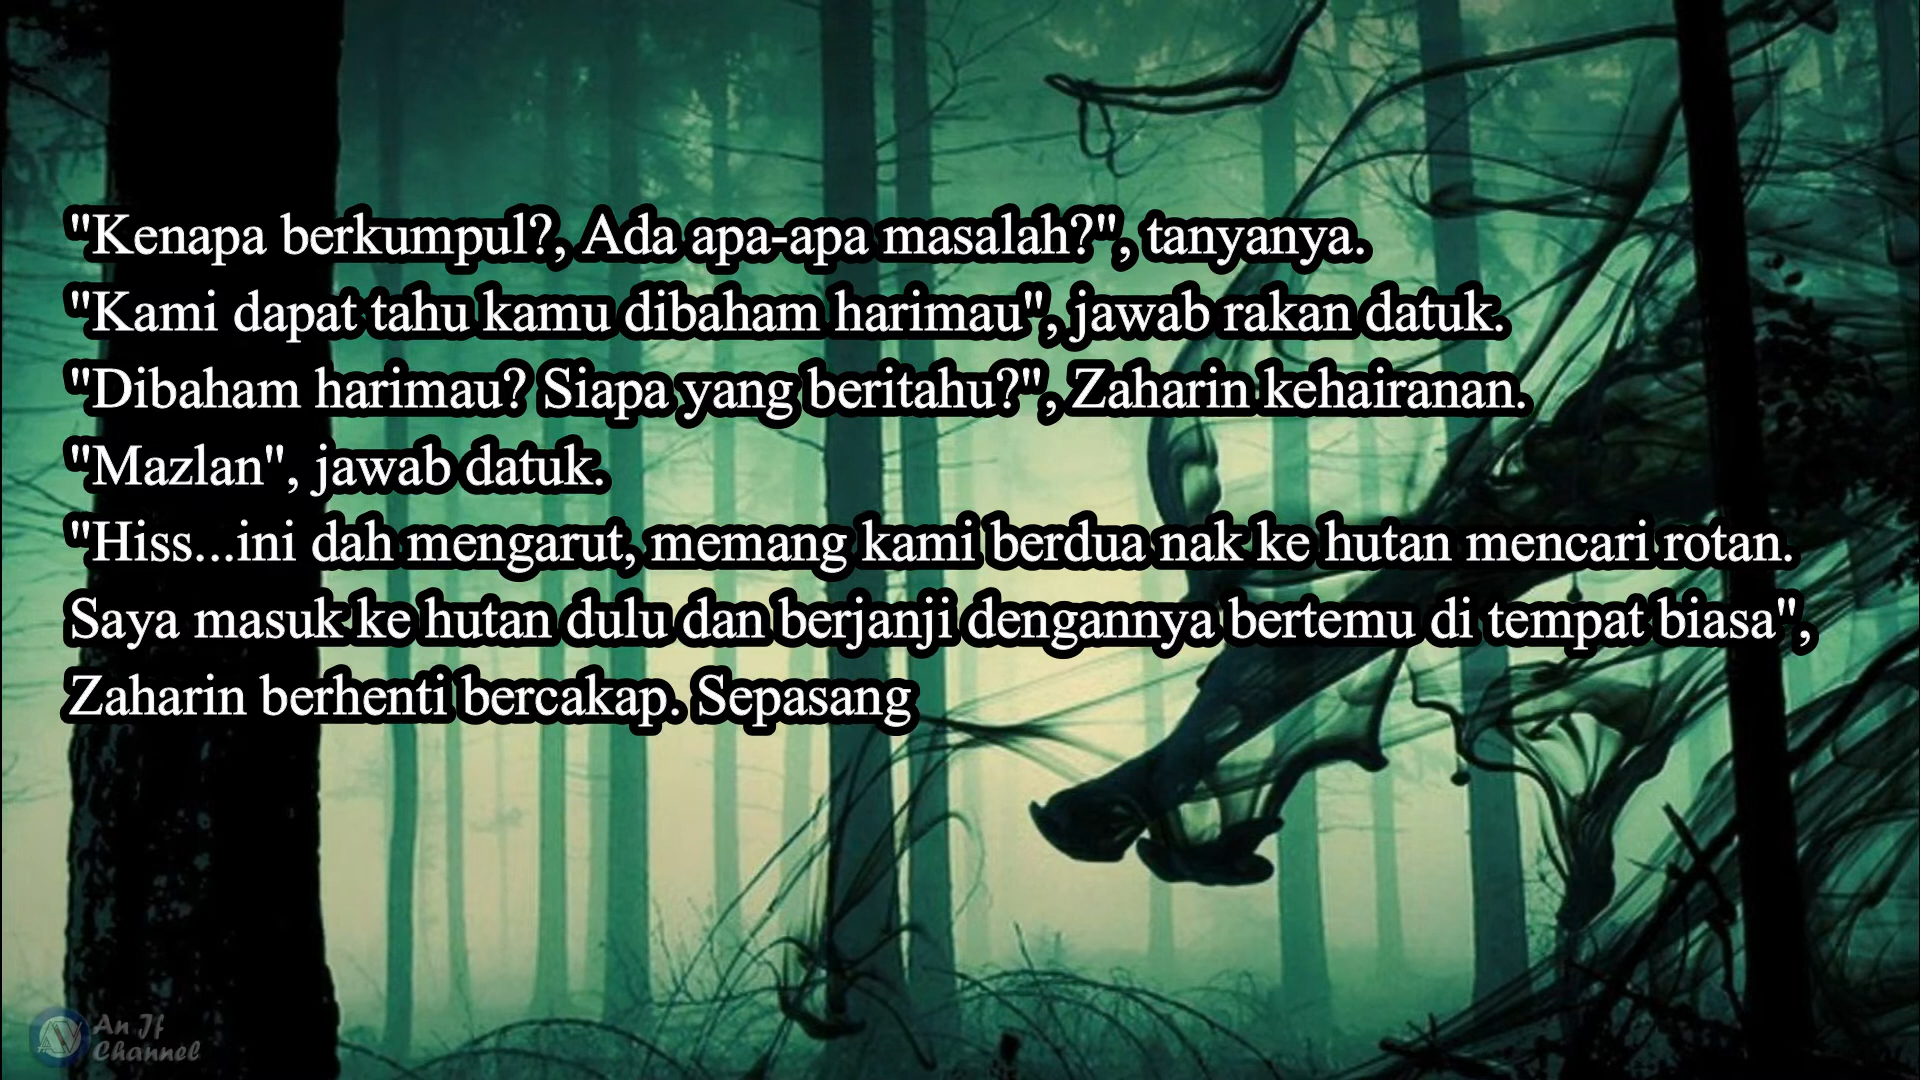 "Kenapa berkumpul?, Ada apa-apa masalah?", tanyanya.
"Kami dapat tahu kamu dibaham harimau", jawab rakan datuk.
"Dibaham harimau? Siapa yang beritahu?", Zaharin kehairanan.
"Mazlan", jawab datuk.
"Hiss...ini dah mengarut, memang kami berdua nak ke hutan mencari rotan.
Saya masuk ke hutan dulu dan berjanji dengannya bertemu di tempat biasa",
Zaharin berhenti bercakap. Sepasang
An Jf
Channel